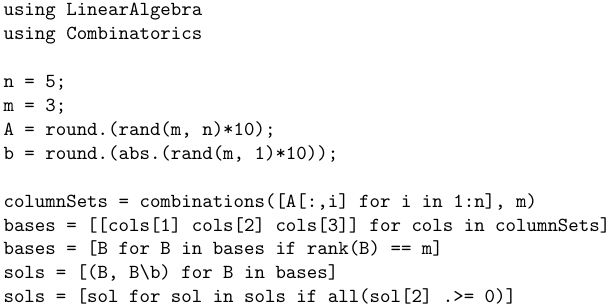 using LinearAlgebra
using Combinatorics
n = 5;
m = 3;
A = round.(rand(m, n)*10);
b = round.(abs.(rand(m, 1)*10));
columnSets = combinations([A[:,i] for i in 1:n], m)
bases = [[cols[1] cols[2] cols[3]] for cols in columnSets]
bases = [B for B in bases if rank(B) == m]
sols = [(B, B\b) for B in bases]
sols = [sol for sol in sols if all(sol[2] .>= 0)]